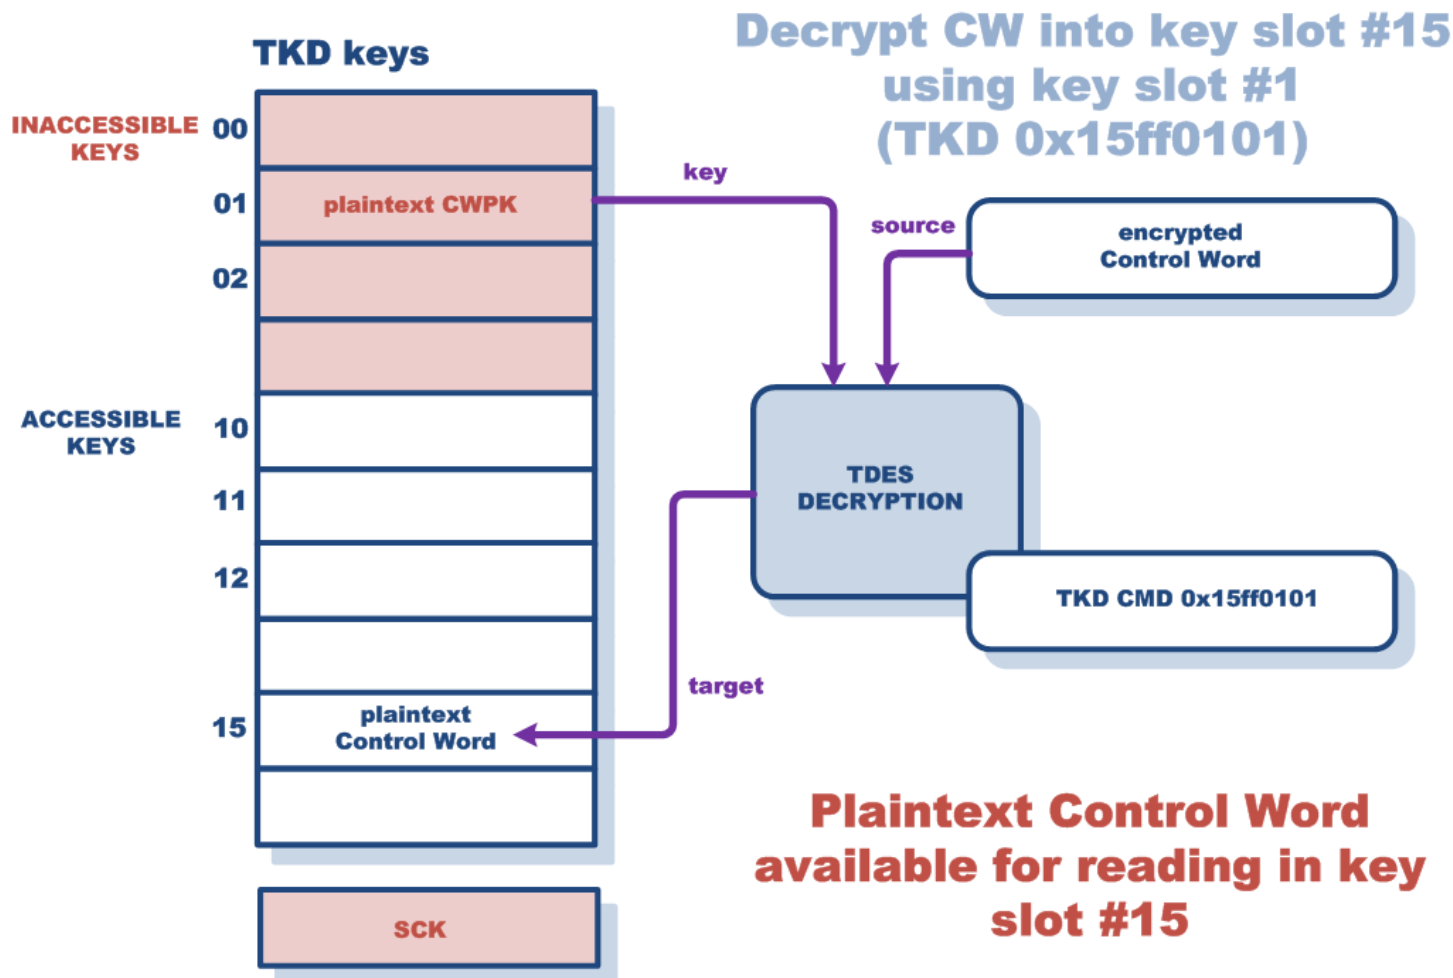 Decrypt CW into key slot #15
using key slot #1
(TKD 0x15ff0101)
TKD keys
INACCESSIBLE
KEYS
00
01
plaintext CWPK
02
ACCESSIBLE
KEYS
10
11
12
15
plaintext
Control Word
SCK
key
source
encrypted
Control Word
TDES
DECRYPTION
TKD CMD 0x15ff0101
target
Plaintext Control Word
available for reading in key
slot #15